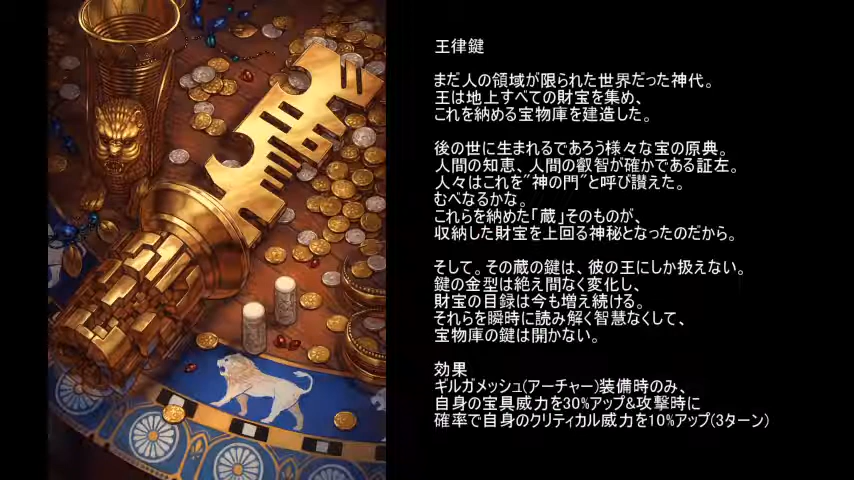 王律鍵
まだ人の領域が限られた世界だった神代。
王は地上すべての財宝を集め、
これを納める宝物庫を建造した。
後の世に生まれるであろう様々な宝の原典。
人間の知恵、人間の叡智が確かである証左。
人々はこれを"神の門"と呼び讃えた。
むべなるかな。
これらを納めた「蔵」そのものが、
収納した財宝を上回る神秘となったのだから。
そして。その蔵の鍵は、彼の王にしか扱えない。
鍵の金型は絶え間なく変化し、
財宝の目録は今も増え続ける。
それらを瞬時に読み解く智慧なくして、
宝物庫の鍵は開かない。
効果
ギルガメッシュ(アーチャー)装備時のみ、
自身の宝具威力を30%アップ&攻撃時に
確率で自身のクリティカル威力を10%アップ(3ターン)